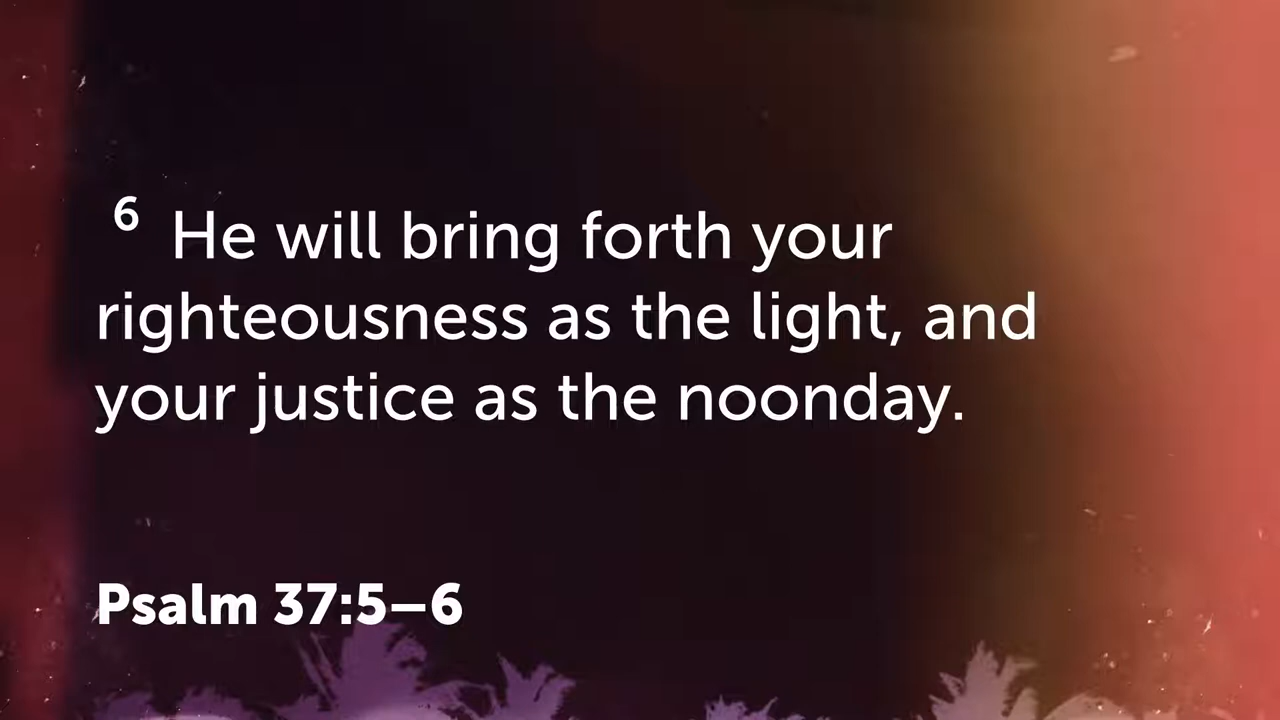 6 He will bring forth your
righteousness as the light, and
your justice as the noonday.
Psalm 37:5–6